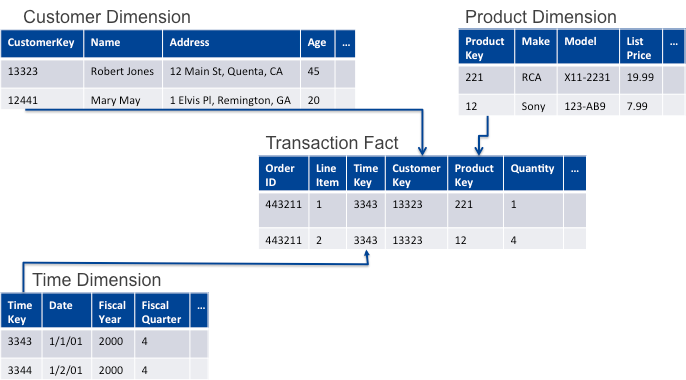 Customer Dimension
CustomerKey Name Address Age ...
13323 Robert Jones 12 Main St, Quenta, CA 45
12441 Mary May 1 Elvis Pl, Remington, GA 20
Product Dimension
Product Key Make Model List Price ...
221 RCA X11-2231 19.99
12 Sony 123-AB9 7.99
Transaction Fact
Order ID Line Item Time Key Customer Key Product Key Quantity ...
443211 1 3343 13323 221 1
443211 2 3343 13323 12 4
Time Dimension
Time Key Date Fiscal Year Fiscal Quarter ...
3343 1/1/01 2000 4
3344 1/2/01 2000 4